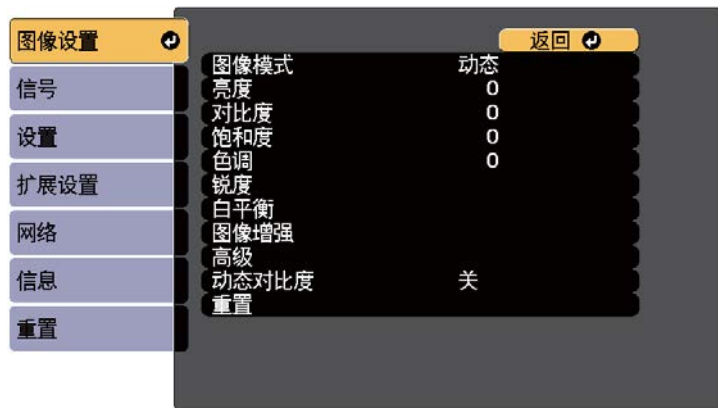 图像设置
信号
设置
扩展设置
网络
信息
重置
返回
图像模式 动态
亮度 0
对比度 0
饱和度 0
色调 0
锐度
白平衡
图像增强
高级
动态对比度 关
重置